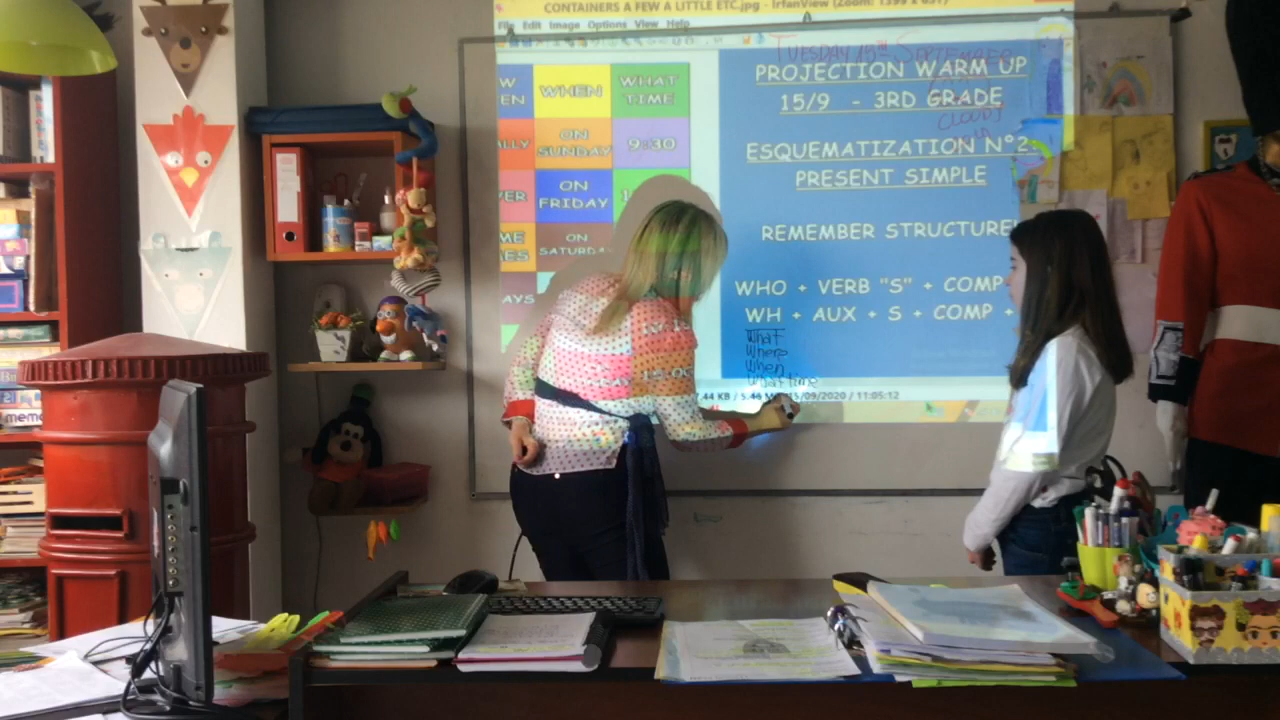 CONTAINERS A FEW A LITTLE ETC.jpg - IrfanView (Zoom: 1399 x 637)
File Edit Image Options View Help
TUESDAY 15TH SEPTEMBER
CLOUDY
WHEN
WHAT TIME
ON SUNDAY
9:30
ON FRIDAY
ON SATURDAY
PROJECTION WARM UP
15/9 - 3RD GRADE
ESQUEMATIZATION Nº2
PRESENT SIMPLE
REMEMBER STRUCTURE!
WHO + VERB "S" + COMP
WH + AUX + S + COMP +
What
Where
When
What time
15/09/2020 / 11:05:12